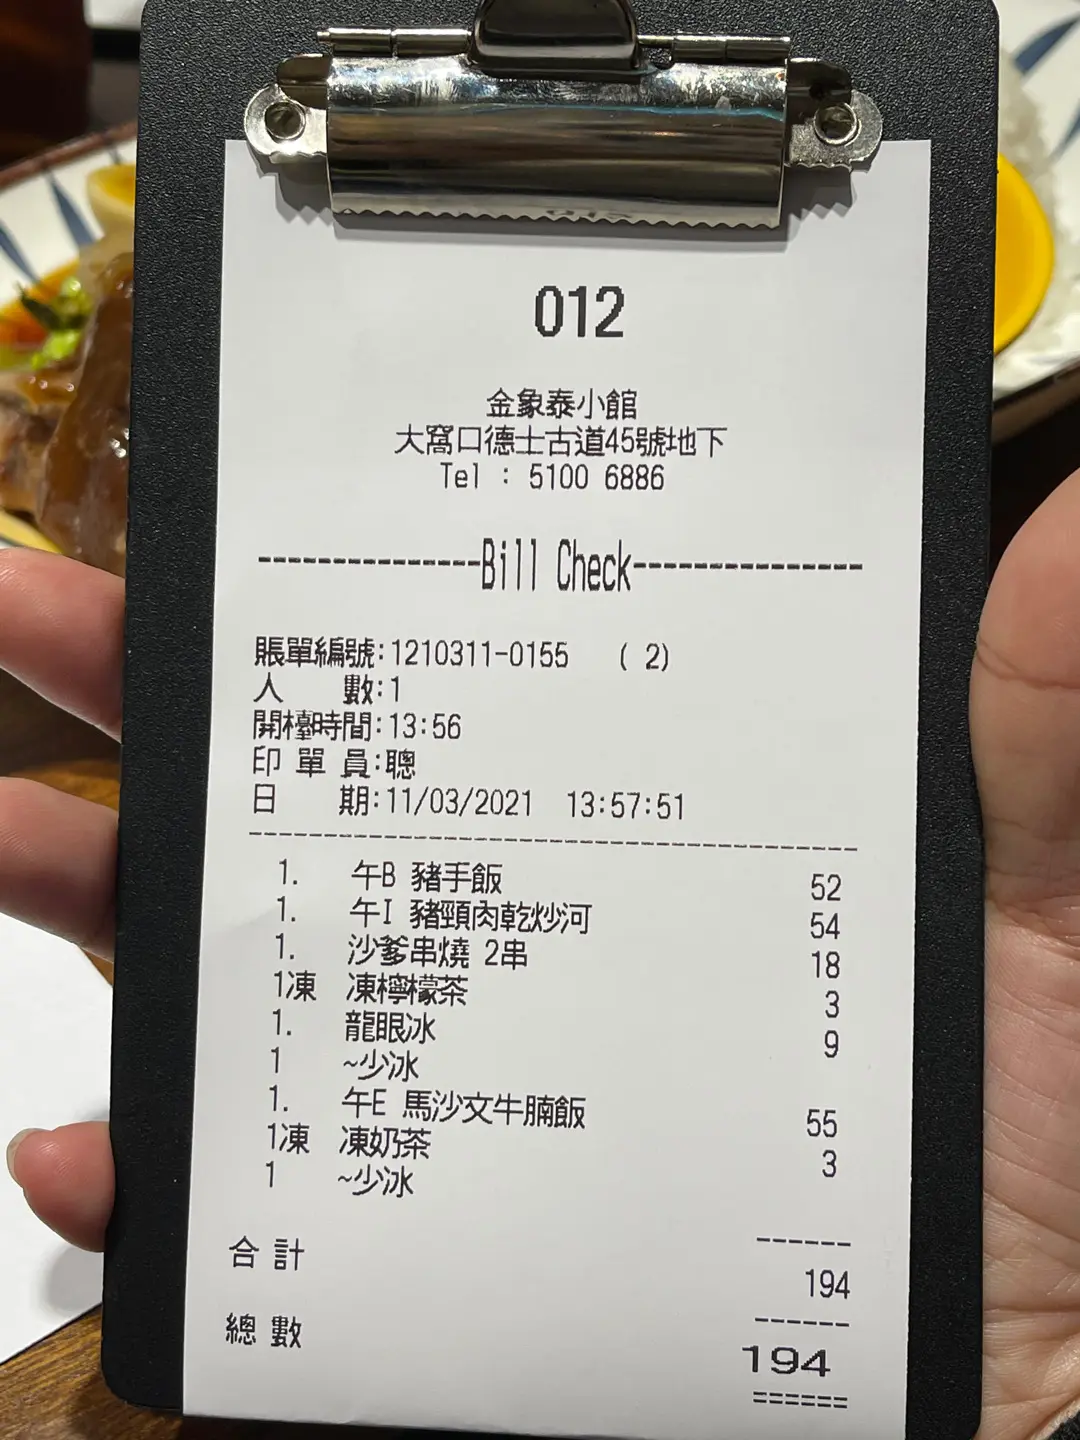 012
金象泰小館
大窩口德士古道45號地下
Tel : 5100 6886
--------------Bill Check---------------
賬單編號:1210311-0155 ( 2)
人 數:1
開檯時間:13:56
印 單 員:聰
日 期:11/03/2021 13:57:51
1. 午B 豬手飯 52
1. 午I 豬頸肉乾炒河 54
1. 沙爹串燒 2串 18
1凍 凍檸檬茶 3
1. 龍眼冰 9
1 ~少冰
1. 午E 馬沙文牛腩飯 55
1凍 凍奶茶 3
1 ~少冰
合 計 194
總 數 194